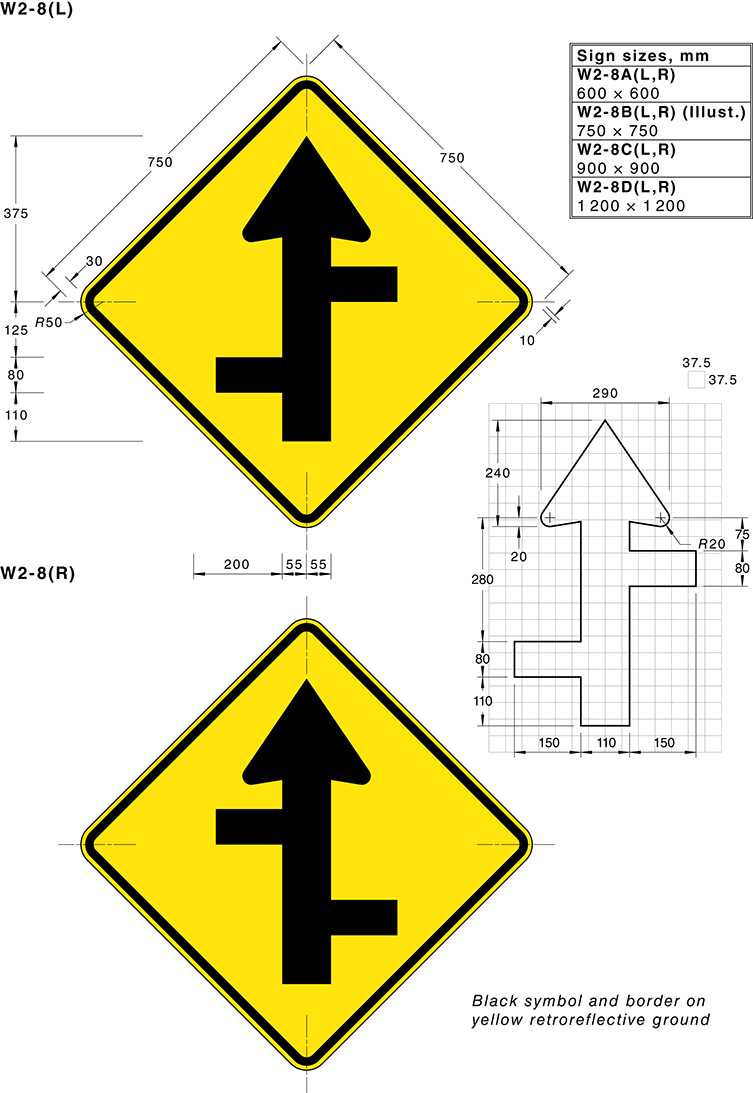 W2-8(L)
Sign sizes, mm
W2-8A(L,R)
600 × 600
W2-8B(L,R) (Illust.)
750 × 750
W2-8C(L,R)
900 × 900
W2-8D(L,R)
1 200 × 1 200
750
750
375
30
R50
125
10
80
110
37.5
37.5
290
240
75
R20
20
80
280
80
110
150
110
150
200
55
55
W2-8(R)
Black symbol and border on
yellow retroreflective ground